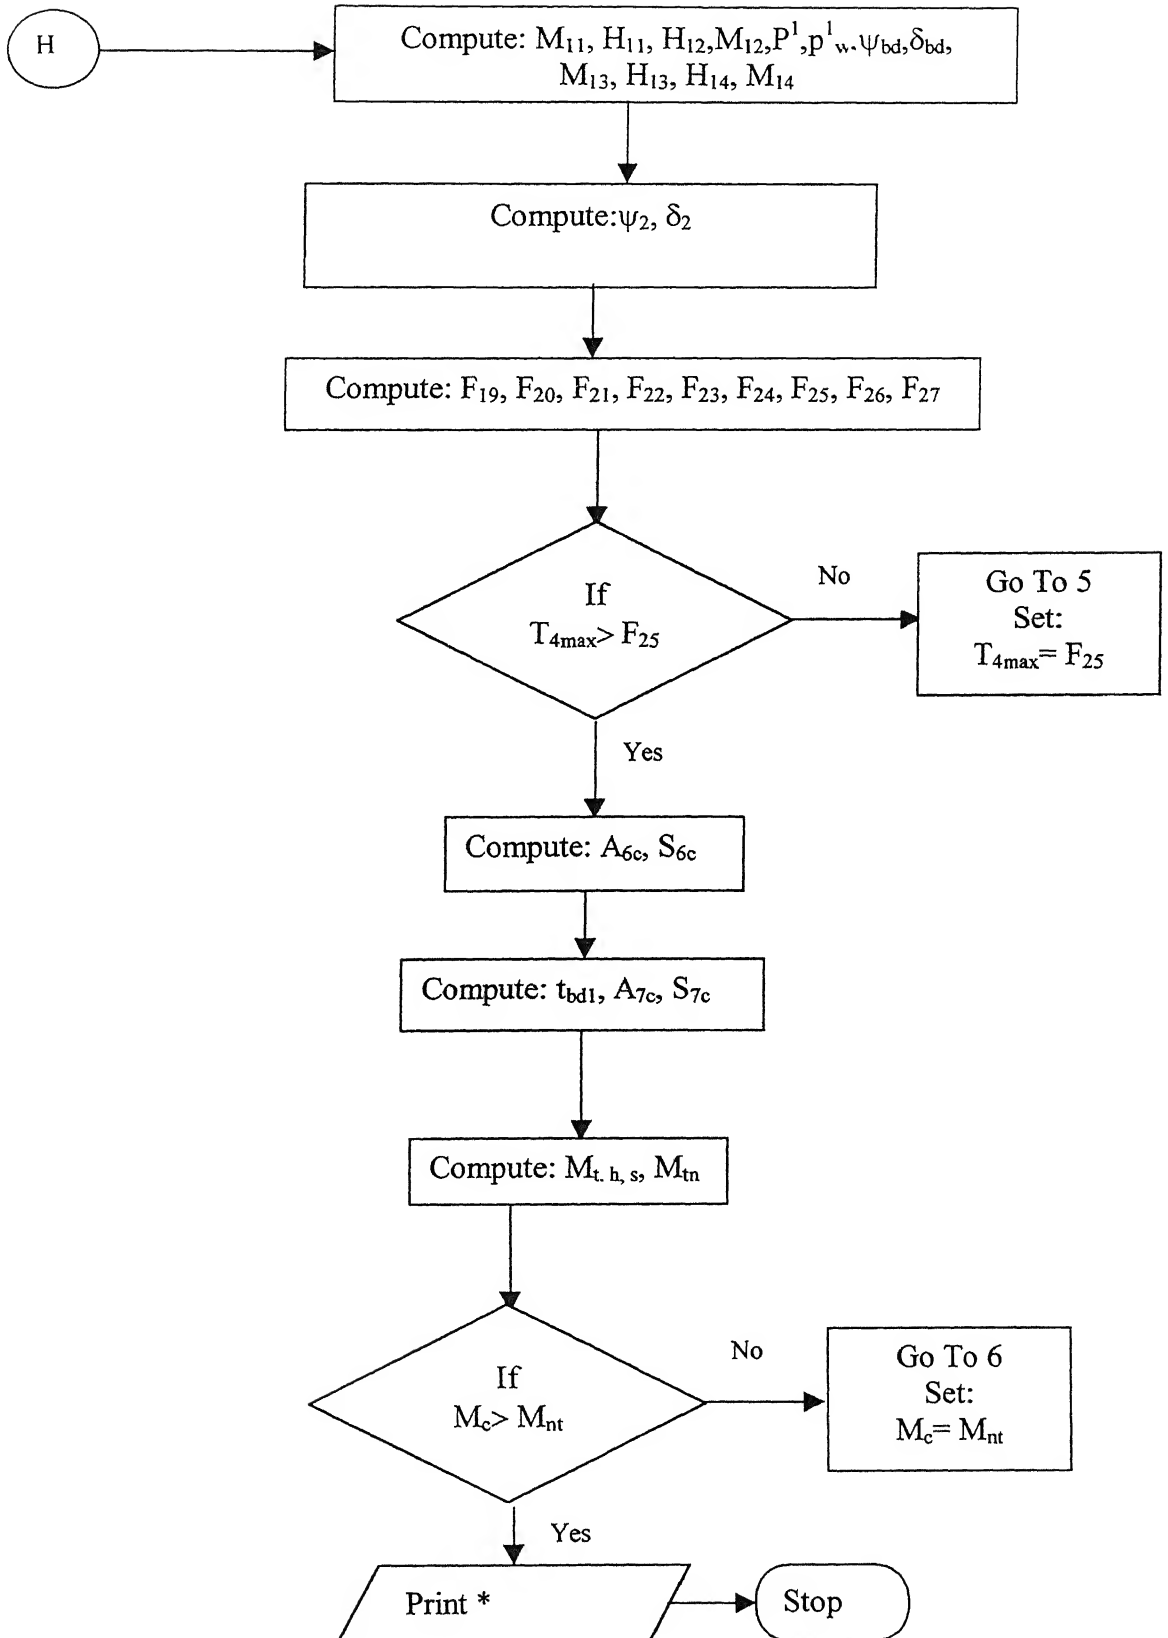 H
Compute: M₁₁, H₁₁, H₁₂,M₁₂,P¹,p¹w.ψbd,δbd,
M₁₃, H₁₃, H₁₄, M₁₄
Compute:ψ₂, δ₂
Compute: F₁₉, F₂₀, F₂₁, F₂₂, F₂₃, F₂₄, F₂₅, F₂₆, F₂₇
If
T4max> F₂₅
No
Go To 5
Set:
T4max= F₂₅
Yes
Compute: A6c, S6c
Compute: tbd1, A7c, S7c
Compute: Mt. h, s, Mtn
If
Mc> Mnt
No
Go To 6
Set:
Mc= Mnt
Yes
Print *
Stop